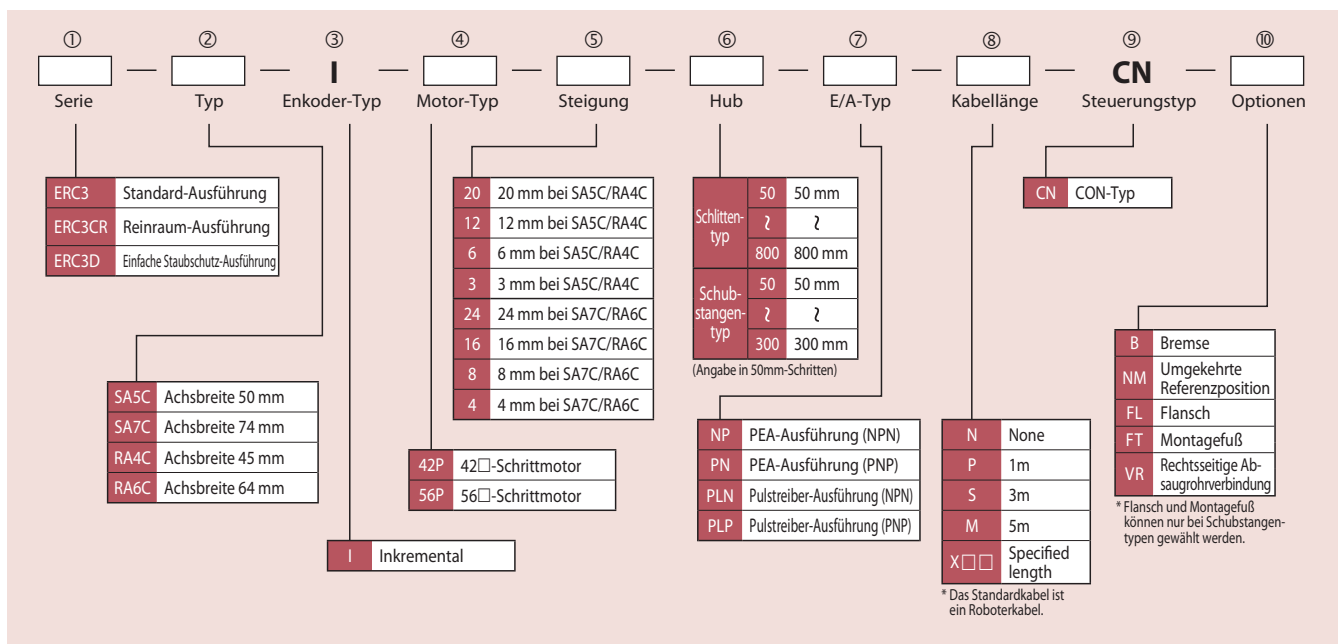 ① ② ③ ④ ⑤ ⑥ ⑦ ⑧ ⑨ ⑩
— — I — — — — — — CN —
Serie Typ Enkoder-Typ Motor-Typ Steigung Hub E/A-Typ Kabellänge Steuerungstyp Optionen
ERC3 Standard-Ausführung
ERC3CR Reinraum-Ausführung
ERC3D Einfache Staubschutz-Ausführung
SA5C Achsbreite 50 mm
SA7C Achsbreite 74 mm
RA4C Achsbreite 45 mm
RA6C Achsbreite 64 mm
I Inkremental
42P 42□-Schrittmotor
56P 56□-Schrittmotor
20 20 mm bei SA5C/RA4C
12 12 mm bei SA5C/RA4C
6 6 mm bei SA5C/RA4C
3 3 mm bei SA5C/RA4C
24 24 mm bei SA7C/RA6C
16 16 mm bei SA7C/RA6C
8 8 mm bei SA7C/RA6C
4 4 mm bei SA7C/RA6C
Schlitten-
typ
50 50 mm
≀ ≀
800 800 mm
Schub-
stangen-
typ
50 50 mm
≀ ≀
300 300 mm
(Angabe in 50mm-Schritten)
NP PEA-Ausführung (NPN)
PN PEA-Ausführung (PNP)
PLN Pulstreiber-Ausführung (NPN)
PLP Pulstreiber-Ausführung (PNP)
N None
P 1m
S 3m
M 5m
X□□ Specified
length
* Das Standardkabel ist
ein Roboterkabel.
CN CON-Typ
B Bremse
NM Umgekehrte
Referenzposition
FL Flansch
FT Montagefuß
VR Rechtsseitige Ab-
saugrohrverbindung
* Flansch und Montagefuß
können nur bei Schubstangen-
typen gewählt werden.